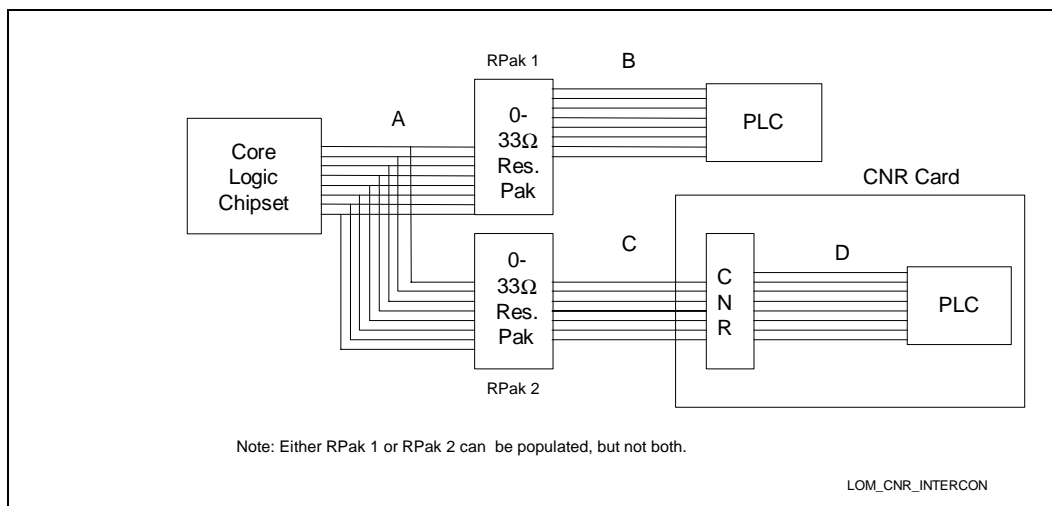 RPak 1
B
A
0-
33Ω
Res.
Pak
PLC
Core
Logic
Chipset
CNR Card
C
D
0-
33Ω
Res.
Pak
C
N
R
PLC
RPak 2
Note: Either RPak 1 or RPak 2 can be populated, but not both.
LOM_CNR_INTERCON